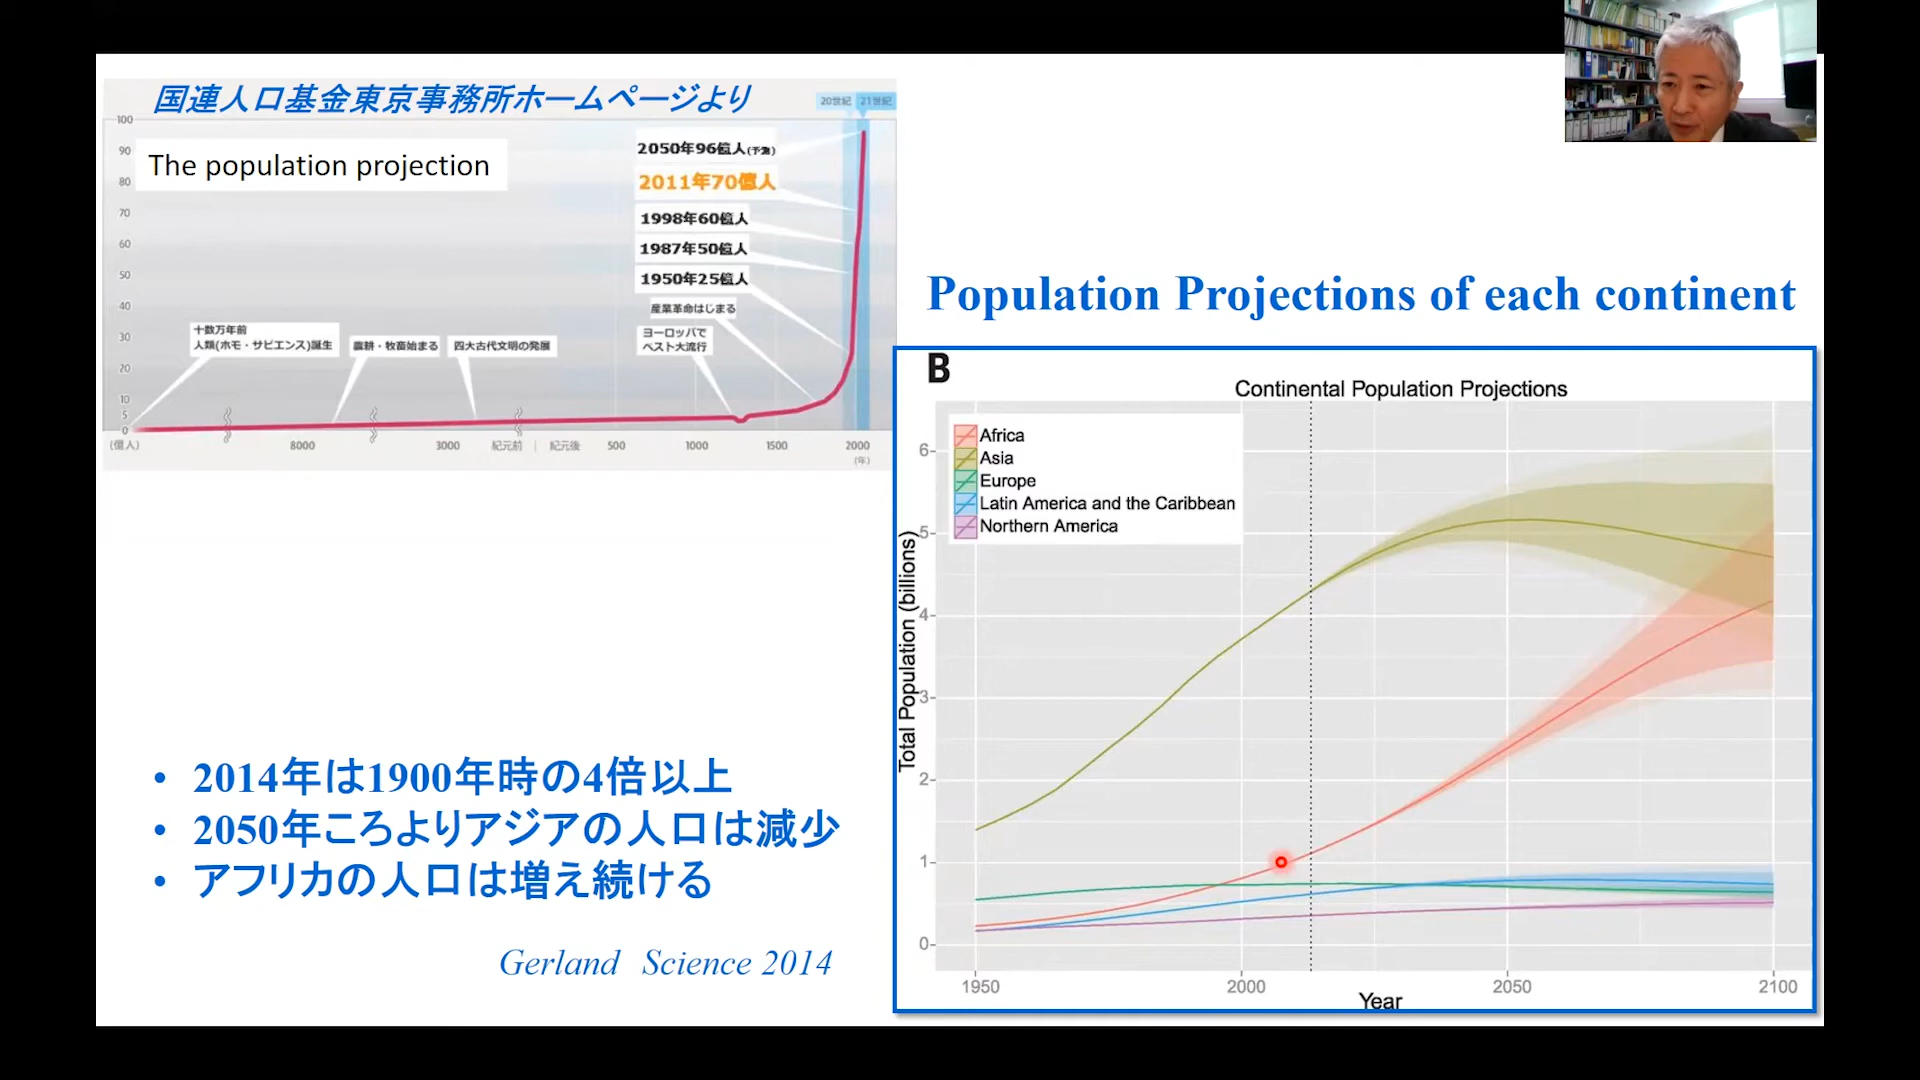 国連人口基金東京事務所ホームページより
20世紀 21世紀
The population projection
100
90
80
70
60
50
40
30
20
10
5
0
(億人)
2050年96億人(予測)
2011年70億人
1998年60億人
1987年50億人
1950年25億人
産業革命はじまる
ヨーロッパで
ペスト大流行
十数万年前
人類(ホモ・サピエンス)誕生
農耕・牧畜始まる
四大古代文明の発展
8000 3000 紀元前 紀元後 500 1000 1500 2000
(年)
Population Projections of each continent
B
Continental Population Projections
Africa
Asia
Europe
Latin America and the Caribbean
Northern America
Total Population (billions)
6
5
4
3
2
1
0
1950 2000 2050 2100
Year
• 2014年は1900年時の4倍以上
• 2050年ころよりアジアの人口は減少
• アフリカの人口は増え続ける
Gerland Science 2014